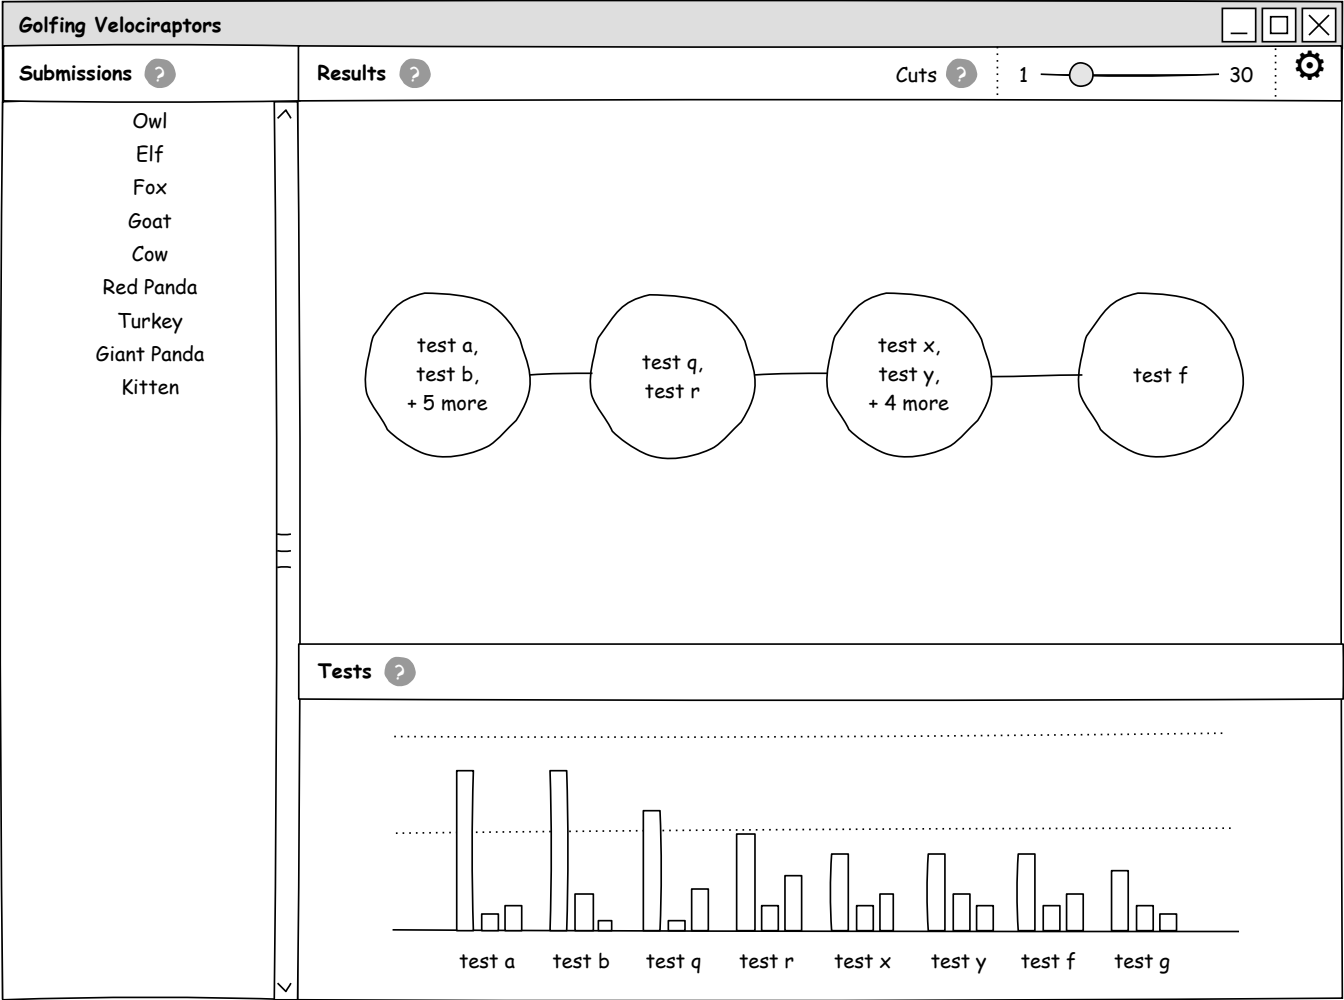 Golfing Velociraptors
Submissions ?
Results ?
Cuts ?
1
30
Owl
Elf
Fox
Goat
Cow
Red Panda
Turkey
Giant Panda
Kitten
test a,
test b,
+ 5 more
test q,
test r
test x,
test y,
+ 4 more
test f
Tests ?
test a
test b
test q
test r
test x
test y
test f
test g